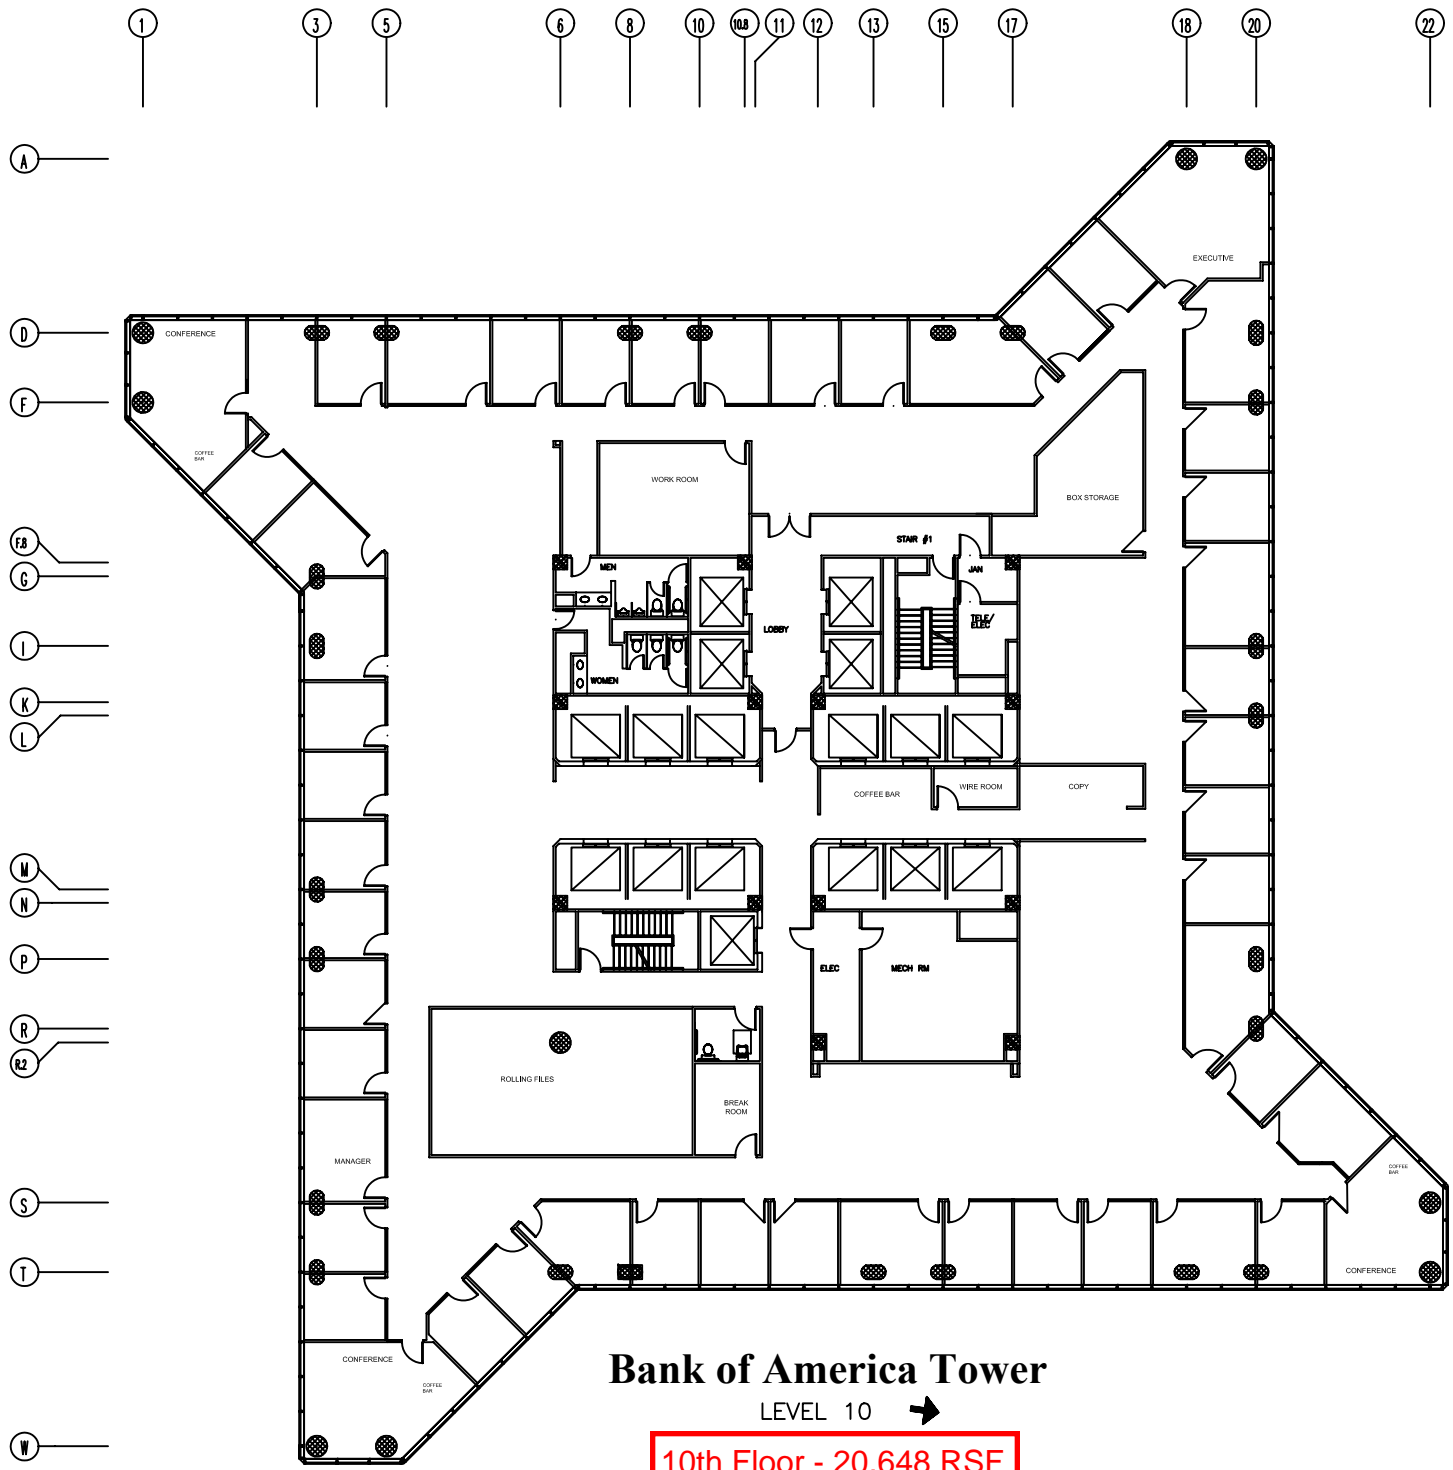 1 3 5 6 8 10 10.8 11 12 13 15 17 18 20 22
A
EXECUTIVE
D
CONFERENCE
F
COFFEE
BAR
WORK ROOM
BOX STORAGE
F.8
STAIR #1
G
MEN
JAN
TELE/
ELEC
LOBBY
I
WOMEN
K
L
COFFEE BAR
WIRE ROOM
COPY
M
N
P
ELEC
MECH RM
R
R.2
ROLLING FILES
BREAK
ROOM
MANAGER
COFFEE
BAR
S
T
CONFERENCE
CONFERENCE
COFFEE
BAR
Bank of America Tower
LEVEL 10
W
10th Floor - 20,648 RSF